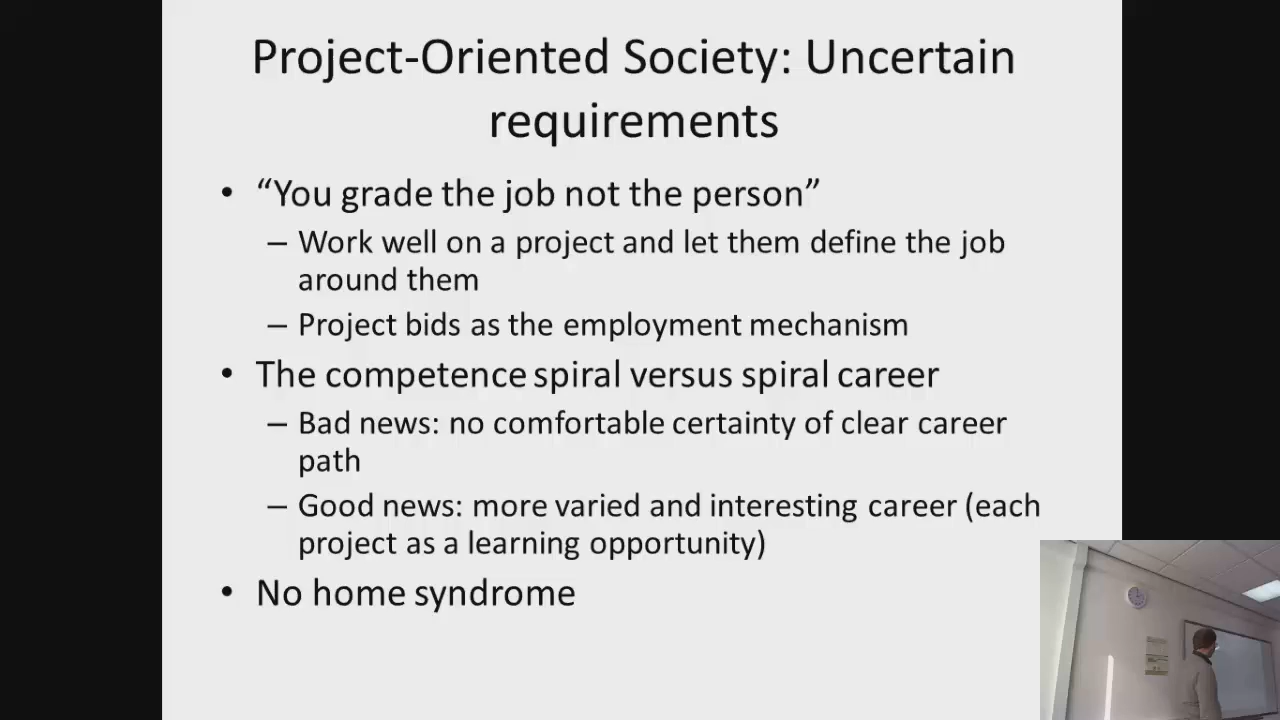 Project-Oriented Society: Uncertain
requirements
• “You grade the job not the person”
– Work well on a project and let them define the job
around them
– Project bids as the employment mechanism
• The competence spiral versus spiral career
– Bad news: no comfortable certainty of clear career
path
– Good news: more varied and interesting career (each
project as a learning opportunity)
• No home syndrome